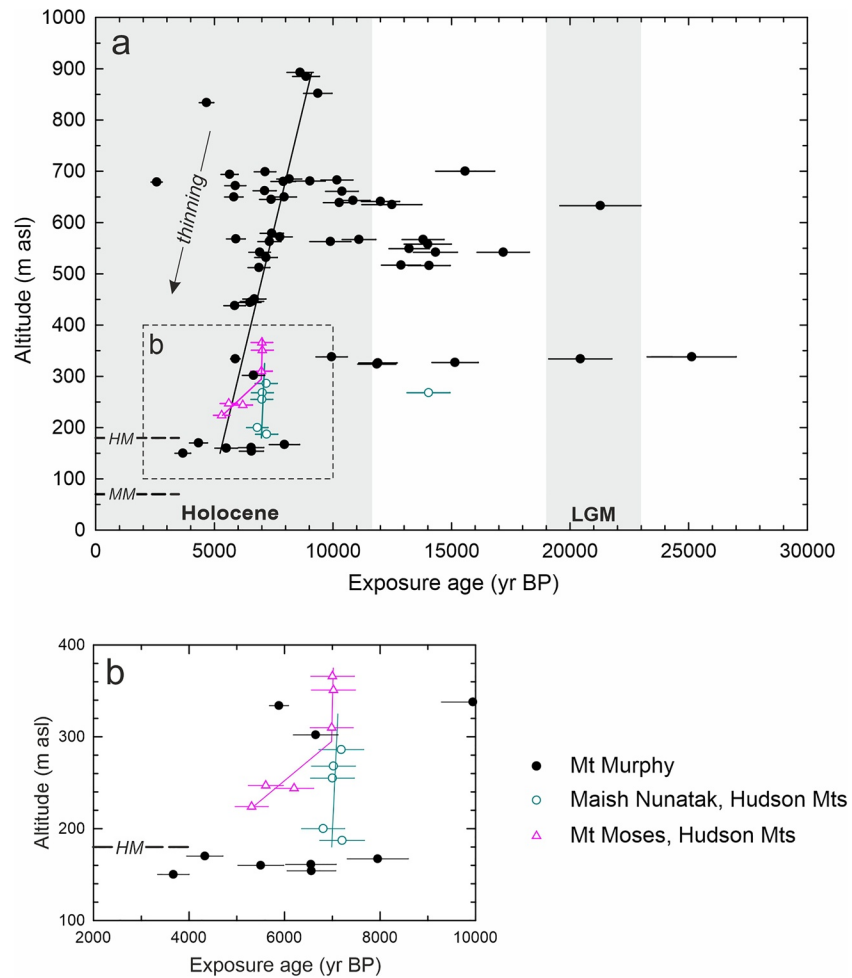 a
1000
900
800
700
600
500
400
300
200
100
0
Altitude (m asl)
thinning
b
HM
MM
Holocene
LGM
0 5000 10000 15000 20000 25000 30000
Exposure age (yr BP)
b
400
300
200
100
Altitude (m asl)
HM
2000 4000 6000 8000 10000
Exposure age (yr BP)
Mt Murphy
Maish Nunatak, Hudson Mts
Mt Moses, Hudson Mts